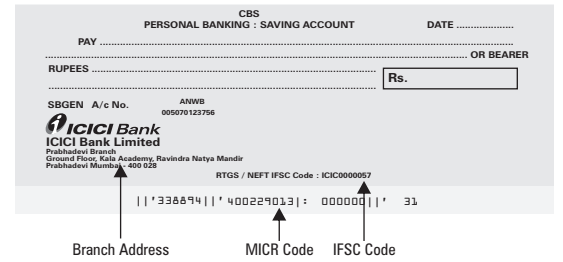 CBS
PERSONAL BANKING : SAVING ACCOUNT DATE ....................
PAY ..........................................................................................................................................
.......................................................................................................................................... OR BEARER
RUPEES ............................................................................................... Rs.
...............................................................................................................
SBGEN A/c No. ANWB
005070123756
ICICI Bank
ICICI Bank Limited
Prabhadevi Branch
Ground Floor, Kala Academy, Ravindra Natya Mandir
Prabhadevi Mumbai - 400 028
RTGS / NEFT IFSC Code : ICIC0000057
||'338894||' 400229013|: 000000||' 31
Branch Address MICR Code IFSC Code